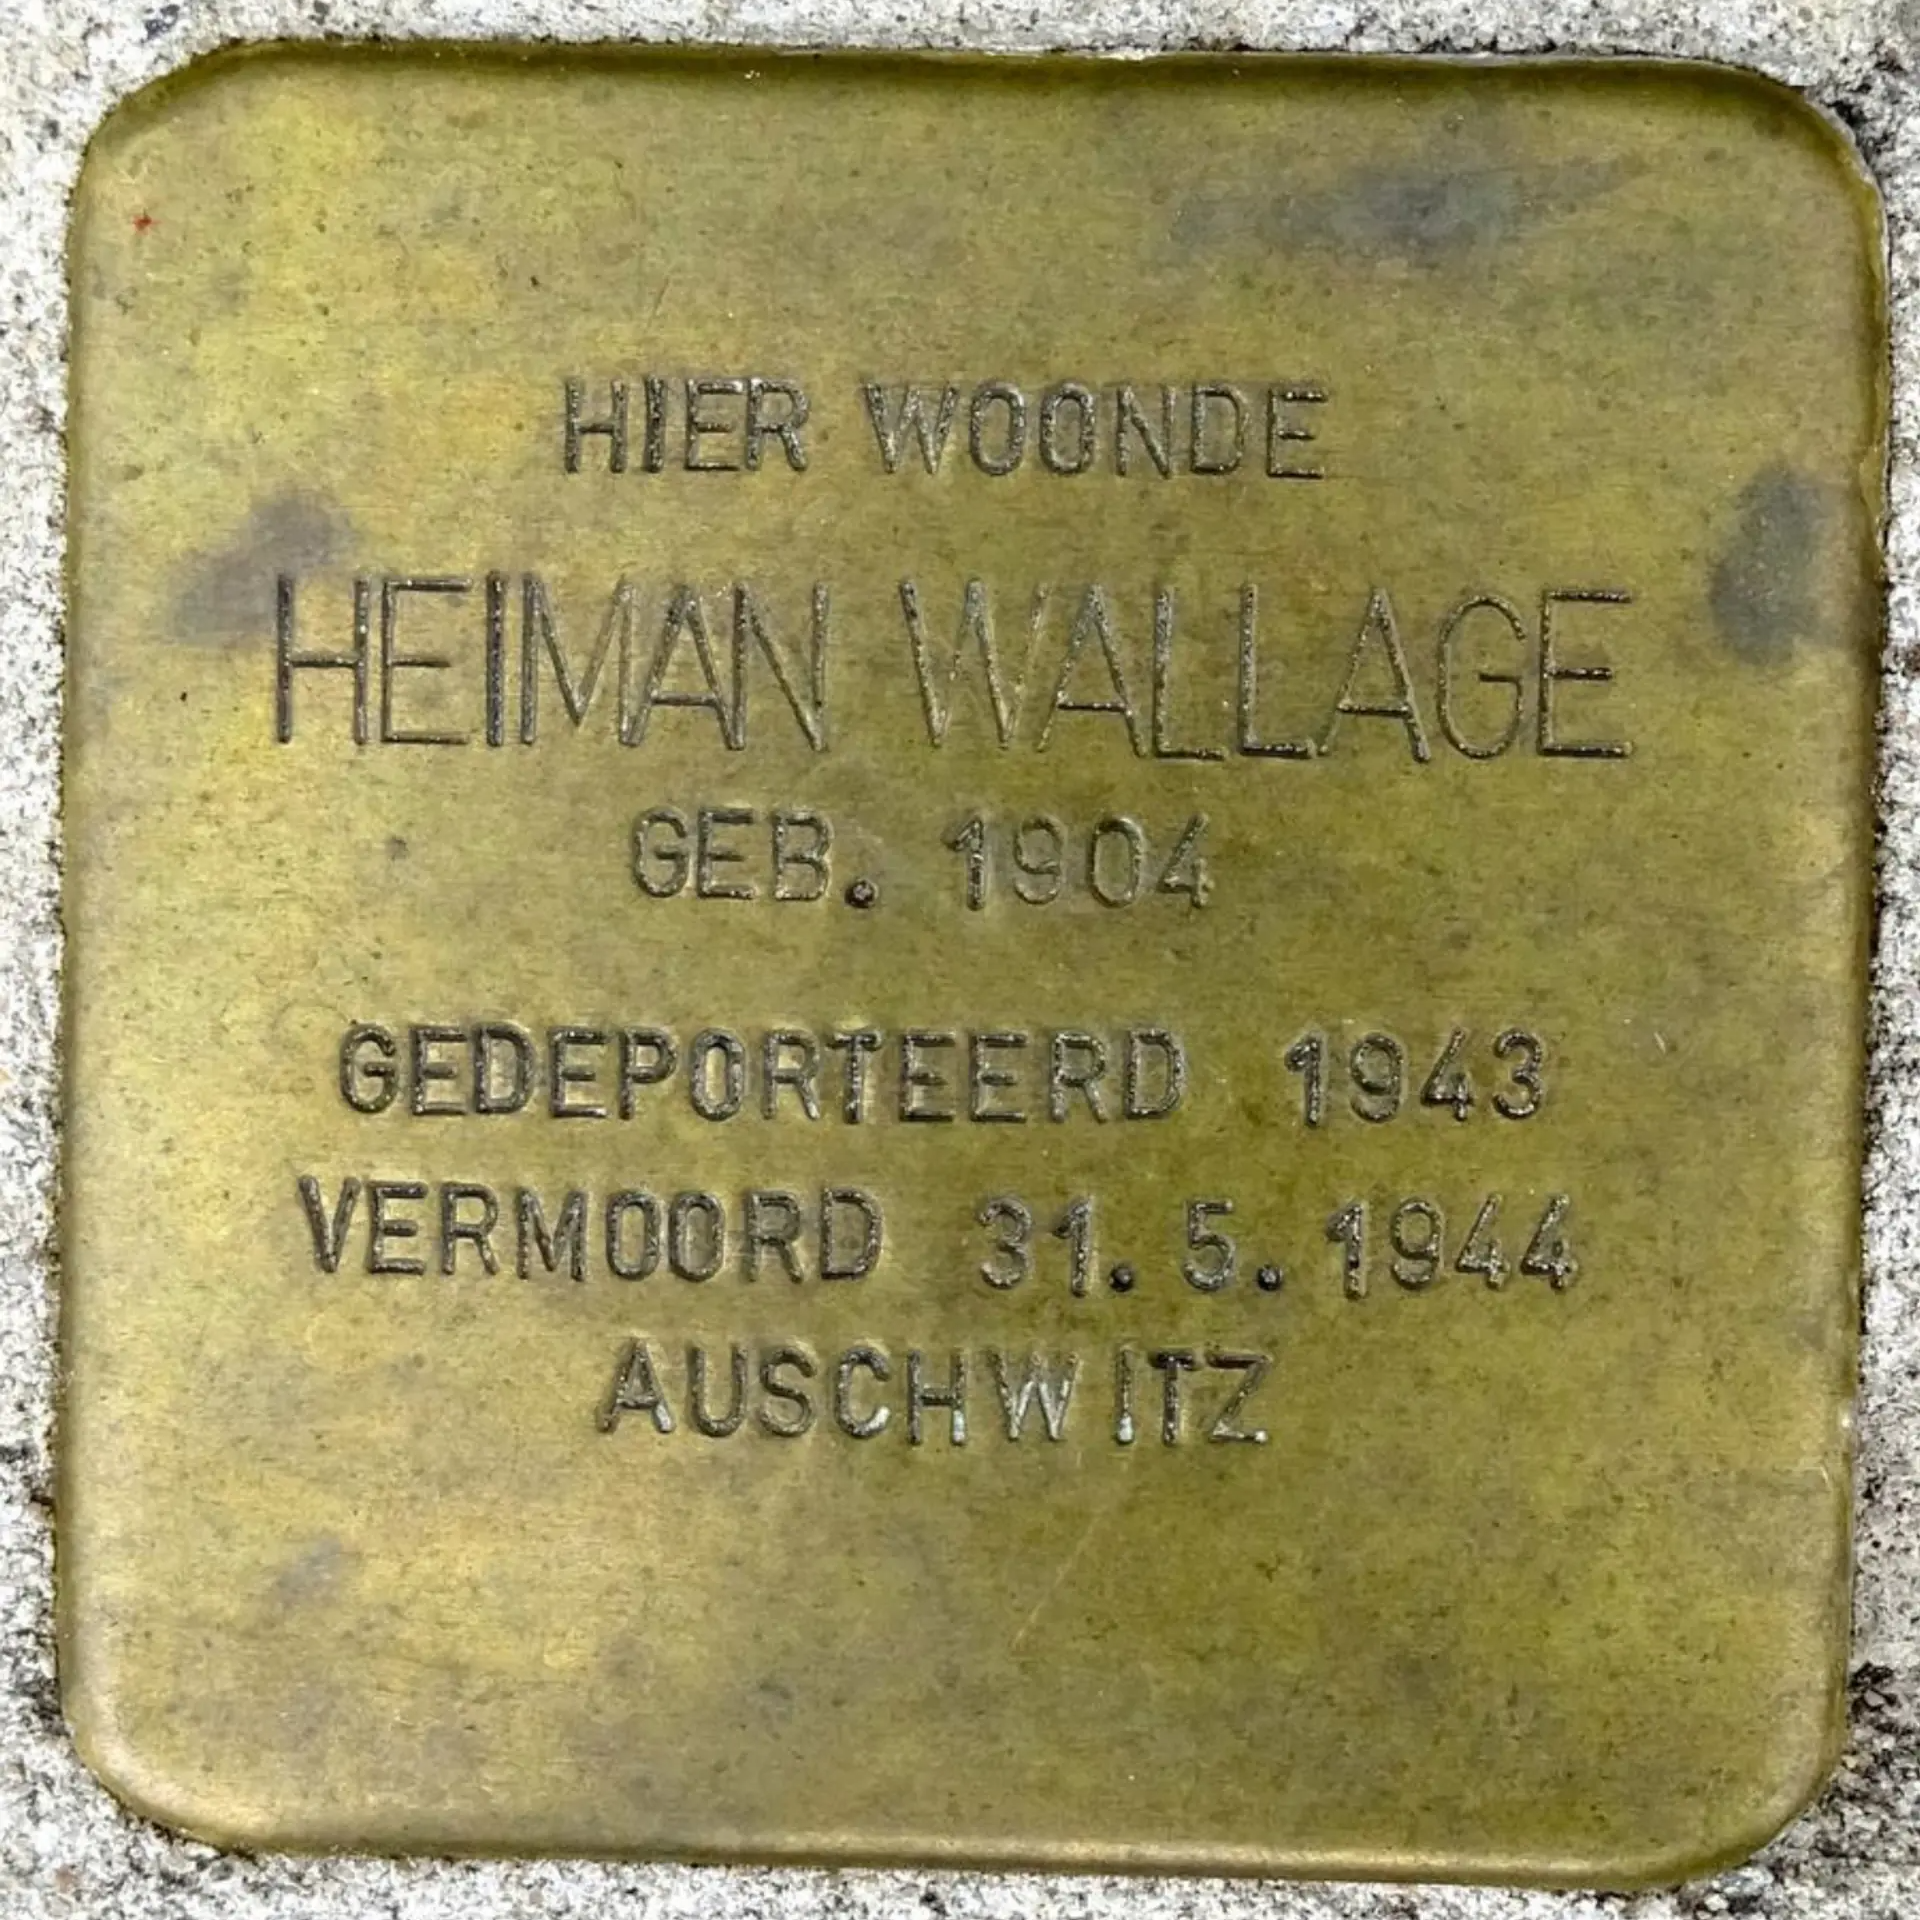 HIER WOONDE
HEIMAN WALLAGE
GEB. 1904
GEDEPORTEERD 1943
VERMOORD 31.5.1944
AUSCHWITZ